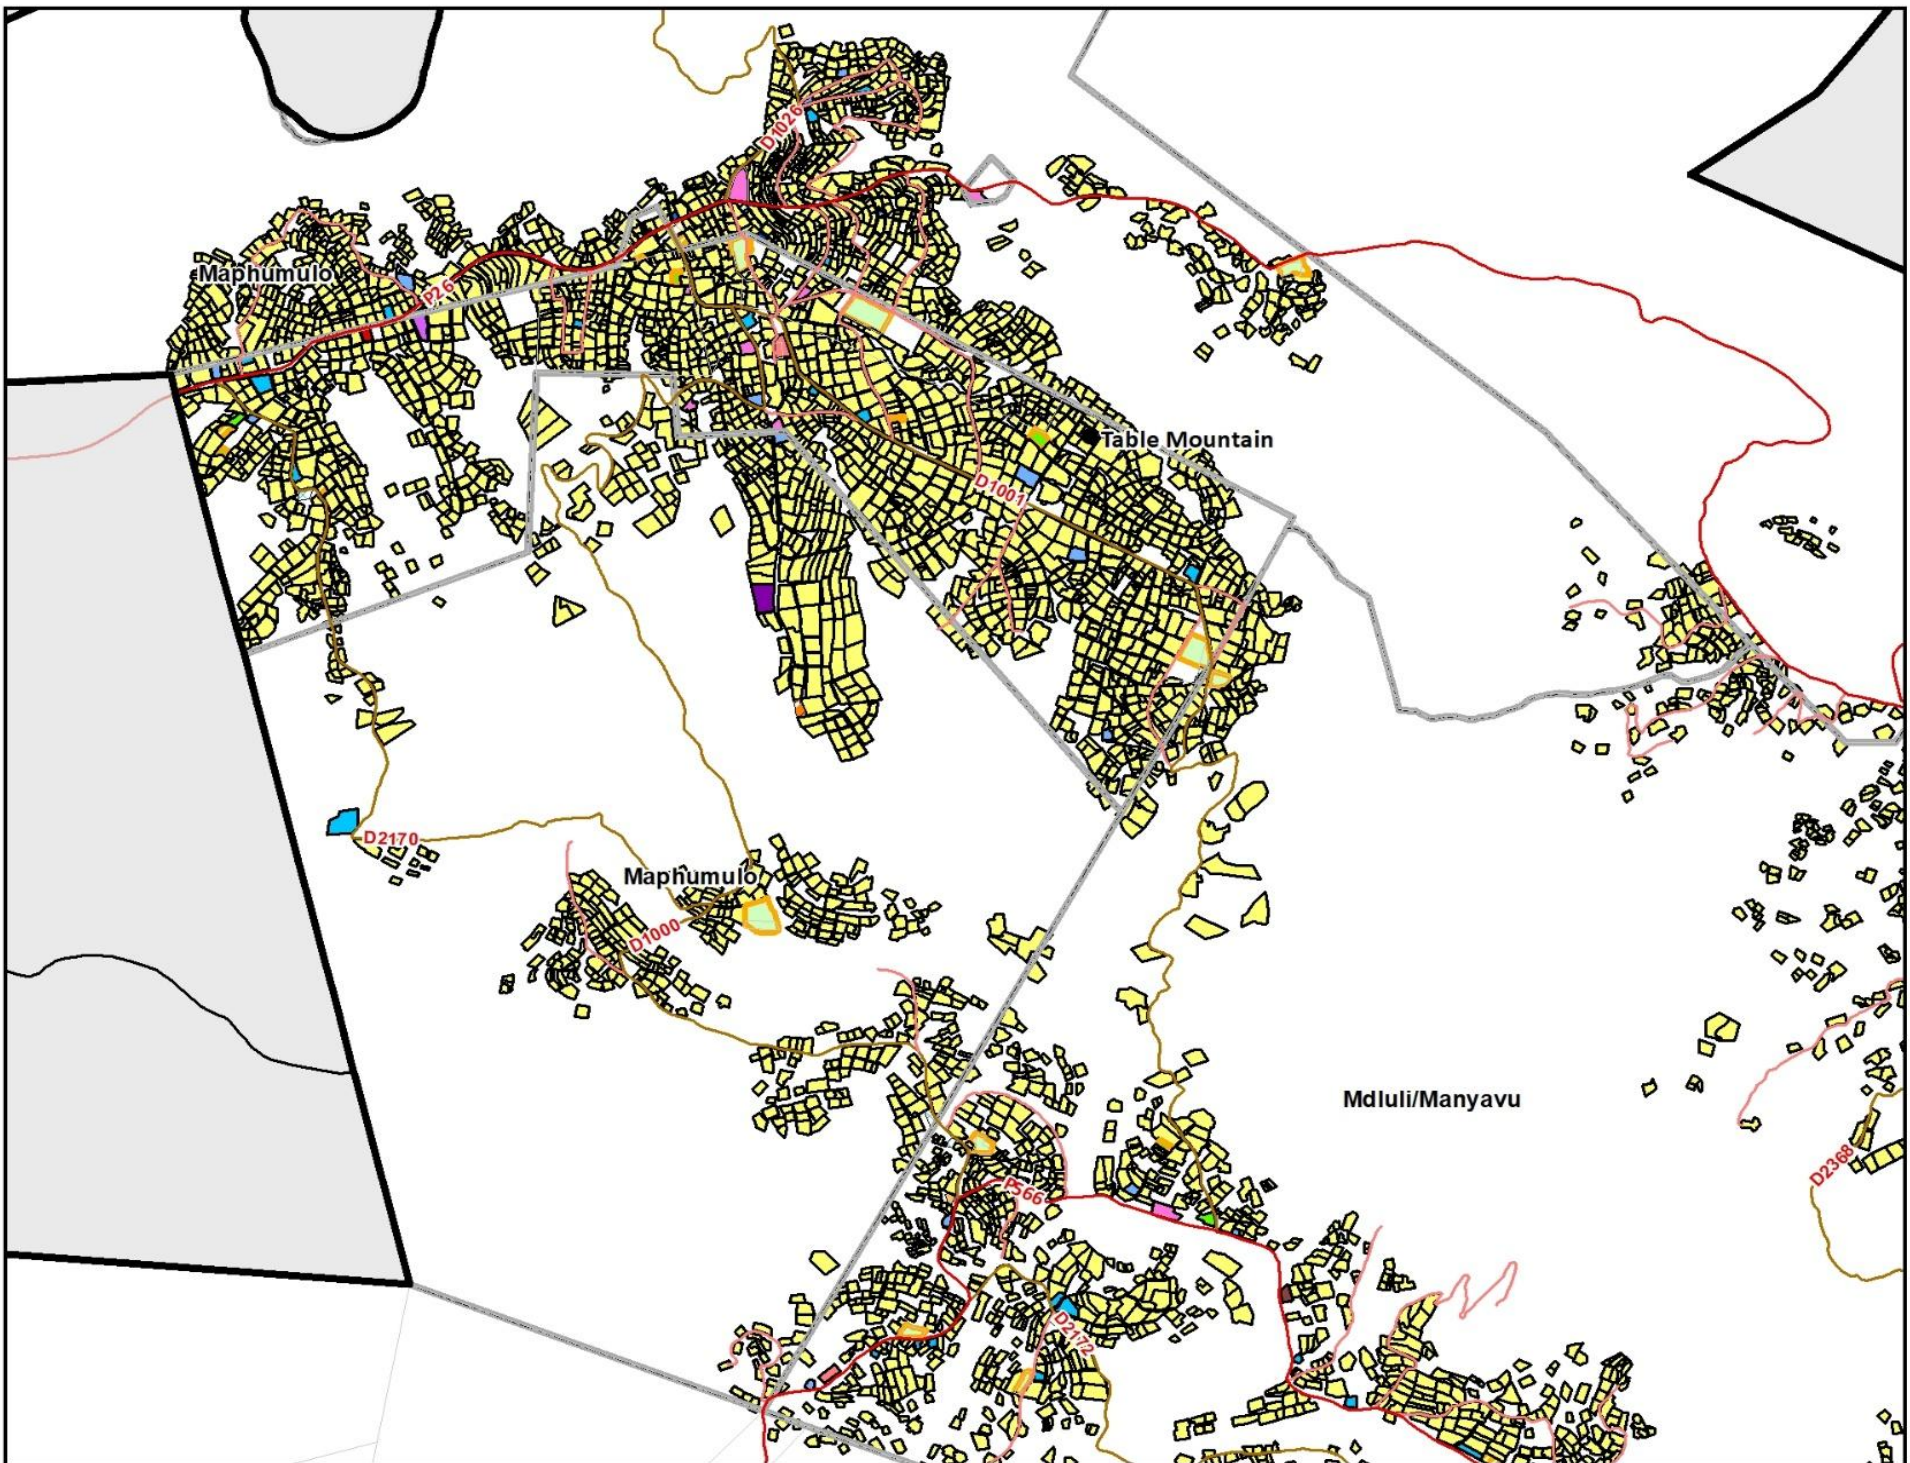 D1026
Maphumulo
P26
Table Mountain
D1001
D2170
Maphumulo
D1000
Mdluli/Manyavu
D2368
P566
D2172